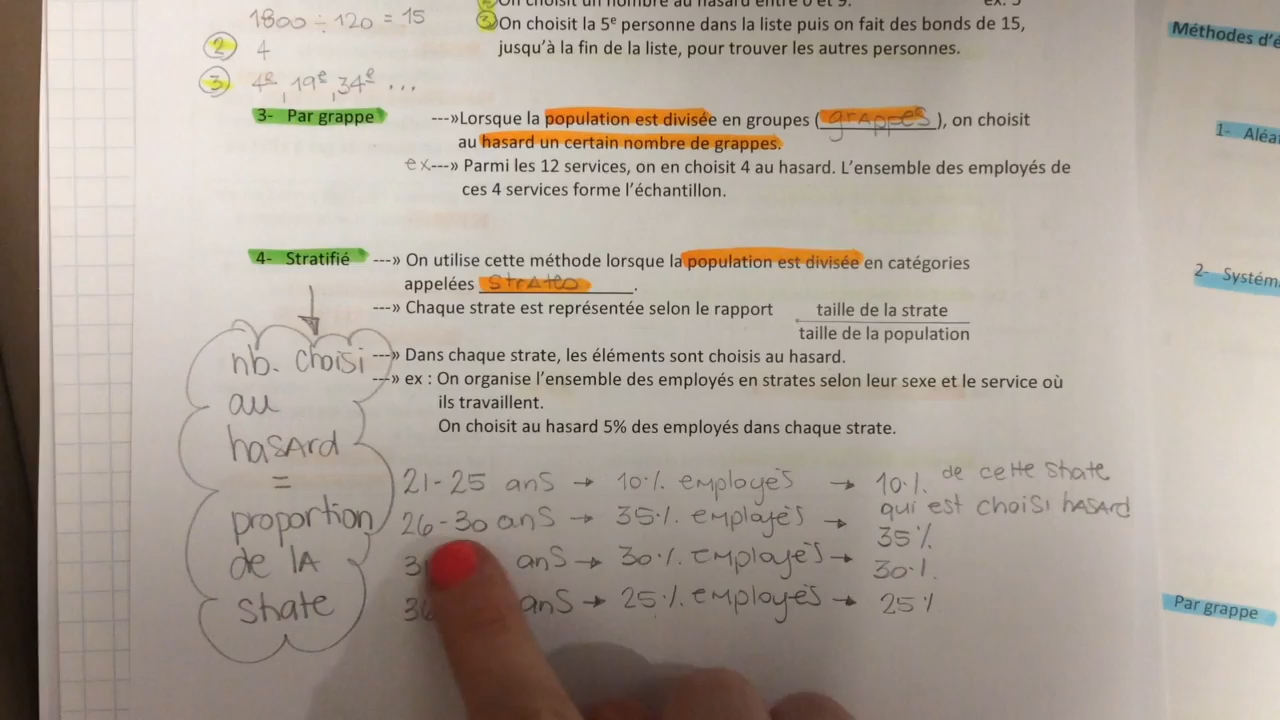 1800 ÷ 120 = 15
② 4
③ 4e, 19e, 34e ...
On choisit un nombre au hasard entre 0 et 9.
③ On choisit la 5e personne dans la liste puis on fait des bonds de 15,
jusqu'à la fin de la liste, pour trouver les autres personnes.
3- Par grappe
---»Lorsque la population est divisée en groupes (grappes), on choisit
au hasard un certain nombre de grappes.
ex---» Parmi les 12 services, on en choisit 4 au hasard. L'ensemble des employés de
ces 4 services forme l'échantillon.
4- Stratifié
---» On utilise cette méthode lorsque la population est divisée en catégories
appelées strates.
---» Chaque strate est représentée selon le rapport taille de la strate
taille de la population
---» Dans chaque strate, les éléments sont choisis au hasard.
---» ex : On organise l'ensemble des employés en strates selon leur sexe et le service où
ils travaillent.
On choisit au hasard 5% des employés dans chaque strate.
nb. choisi
au
hasard
=
proportion
de la
state
21-25 ans → 10% employés → 10% de cette state
qui est choisi hasard
26-30 ans → 35% employés → 35%
ans → 30% employés → 30%
ans → 25% employés → 25%
Méthodes d'é
1- Aléa
2- Systém
Par grappe